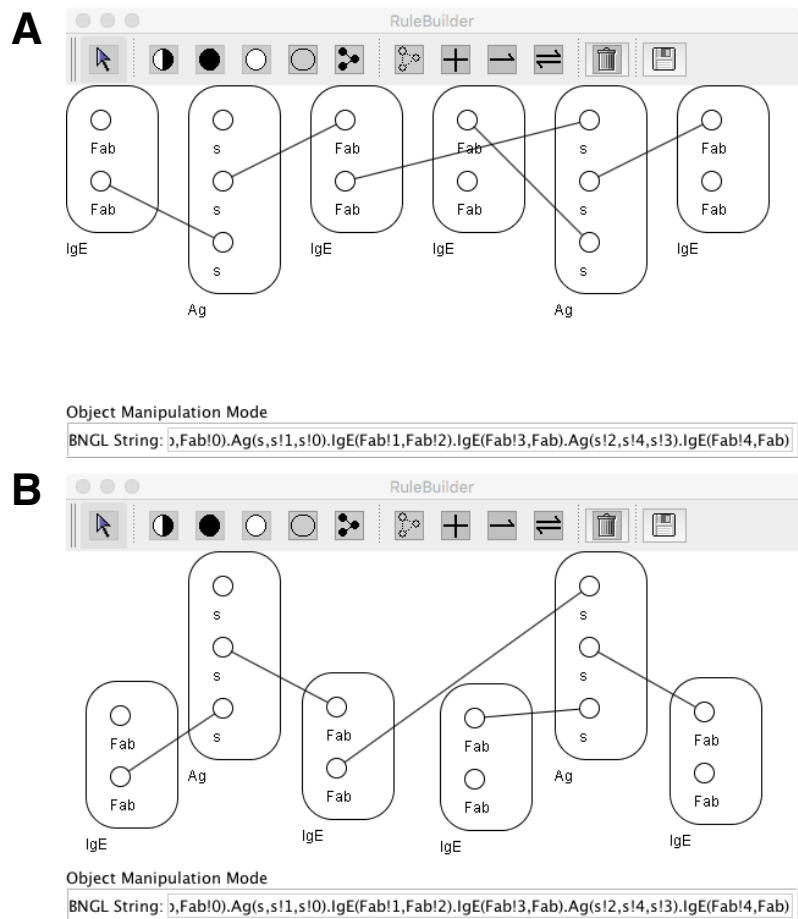 A
RuleBuilder
Fab s Fab Fab s Fab
Fab s Fab Fab s Fab
IgE s IgE IgE s IgE
Ag Ag
Object Manipulation Mode
BNGL String: ɔ,Fab!0).Ag(s,s!1,s!0).IgE(Fab!1,Fab!2).IgE(Fab!3,Fab).Ag(s!2,s!4,s!3).IgE(Fab!4,Fab)
B
RuleBuilder
s s
s s
Fab s Fab Fab s Fab
Fab Ag Fab Fab Ag Fab
IgE IgE IgE IgE
Object Manipulation Mode
BNGL String: ɔ,Fab!0).Ag(s,s!1,s!0).IgE(Fab!1,Fab!2).IgE(Fab!3,Fab).Ag(s!2,s!4,s!3).IgE(Fab!4,Fab)